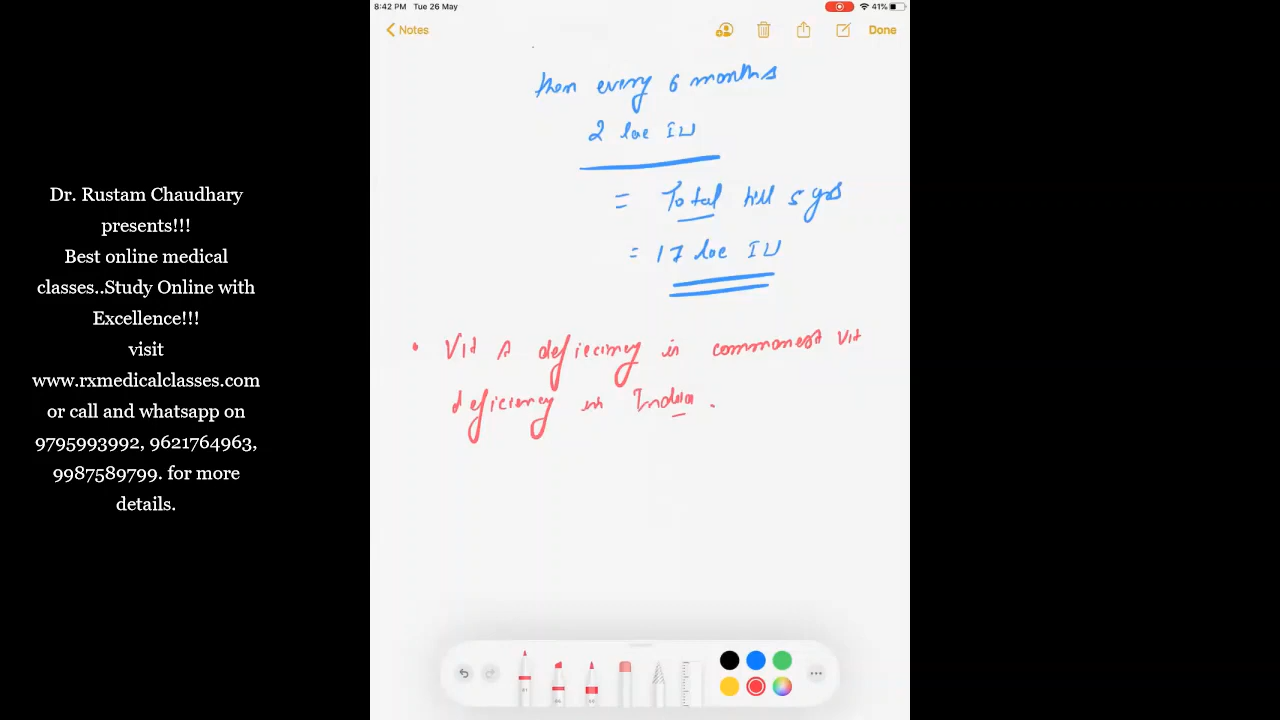 8:42 PM Tue 26 May
41%
Notes
Done
then every 6 months
2 lac IU
= Total till 5 yrs
= 17 lac IU
• Vit A deficiency is commonest Vit
deficiency in India.
Dr. Rustam Chaudhary
presents!!!
Best online medical
classes..Study Online with
Excellence!!!
visit
www.rxmedicalclasses.com
or call and whatsapp on
9795993992, 9621764963,
9987589799. for more
details.